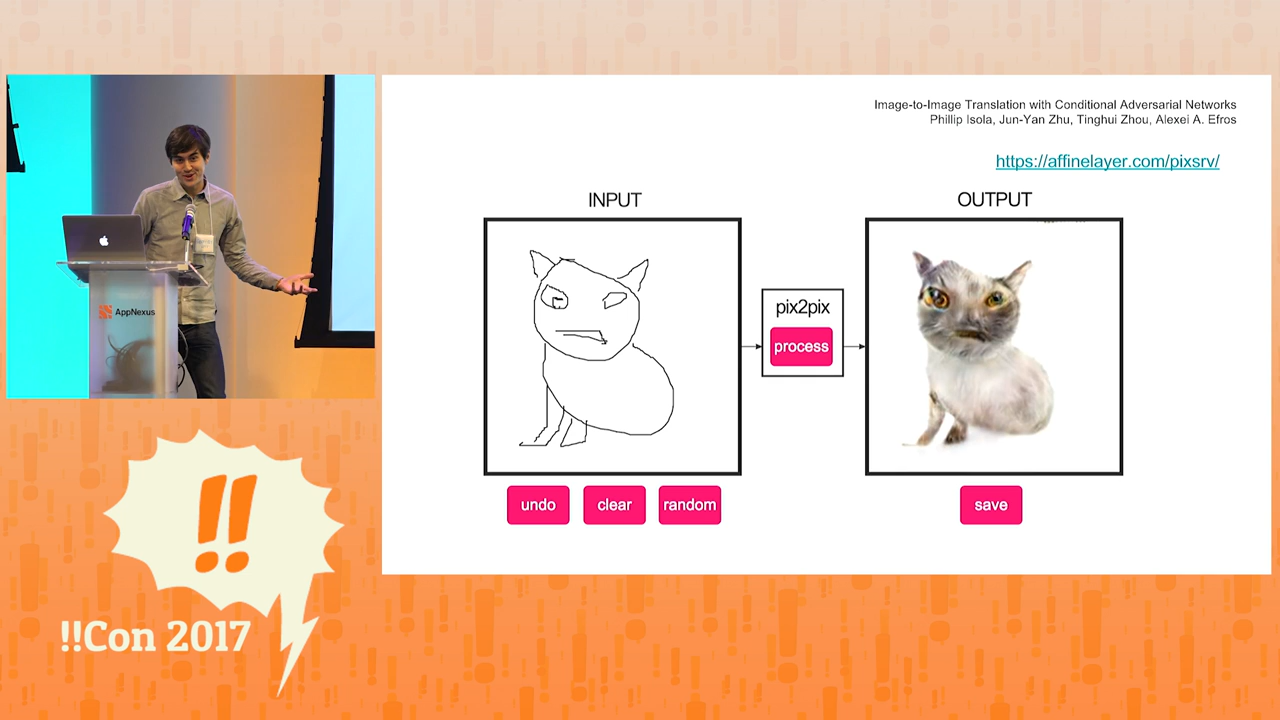 Image-to-Image Translation with Conditional Adversarial Networks
Phillip Isola, Jun-Yan Zhu, Tinghui Zhou, Alexei A. Efros
https://affinelayer.com/pixsrv/
INPUT
OUTPUT
pix2pix
process
undo
clear
random
save
AppNexus
!!
!!Con 2017